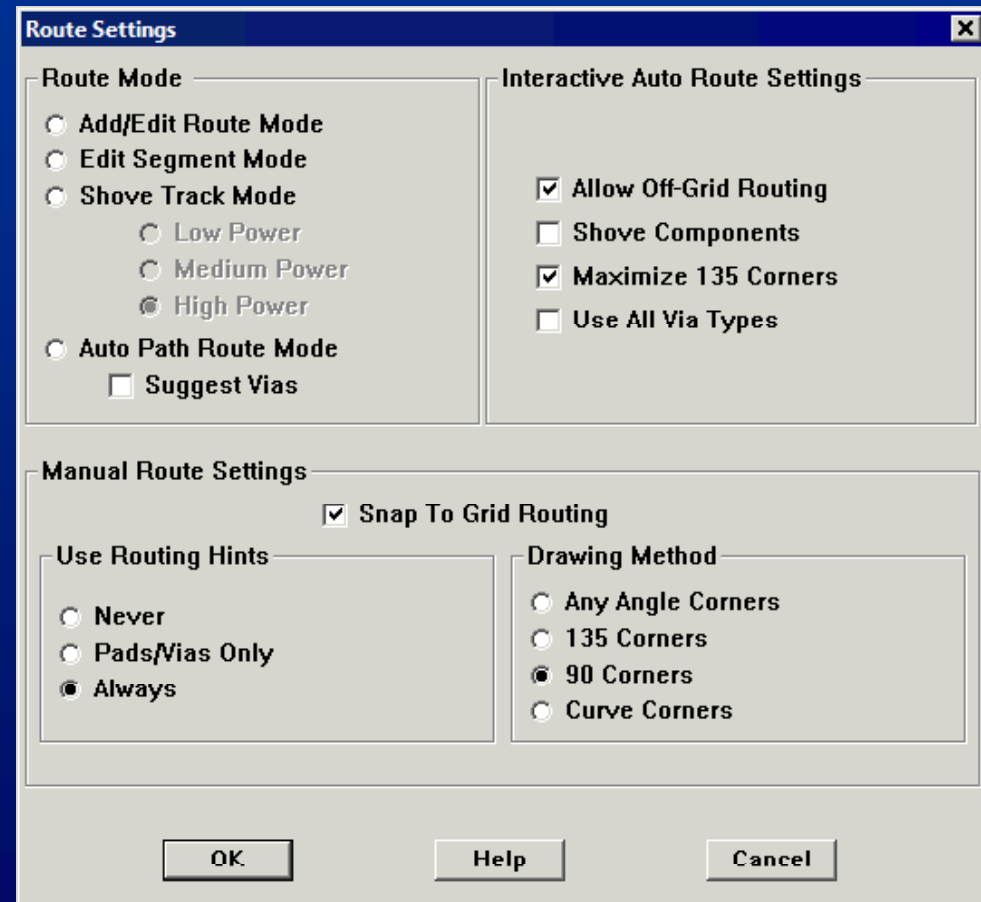 Route Settings
Route Mode
Add/Edit Route Mode
Edit Segment Mode
Shove Track Mode
Low Power
Medium Power
High Power
Auto Path Route Mode
Suggest Vias
Interactive Auto Route Settings
Allow Off-Grid Routing
Shove Components
Maximize 135 Corners
Use All Via Types
Manual Route Settings
Snap To Grid Routing
Use Routing Hints
Never
Pads/Vias Only
Always
Drawing Method
Any Angle Corners
135 Corners
90 Corners
Curve Corners
OK
Help
Cancel